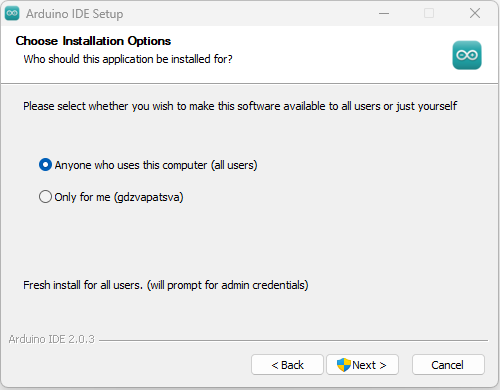 Arduino IDE Setup
Choose Installation Options
Who should this application be installed for?
Please select whether you wish to make this software available to all users or just yourself
Anyone who uses this computer (all users)
Only for me (gdzvapatsva)
Fresh install for all users. (will prompt for admin credentials)
Arduino IDE 2.0.3
< Back
Next >
Cancel